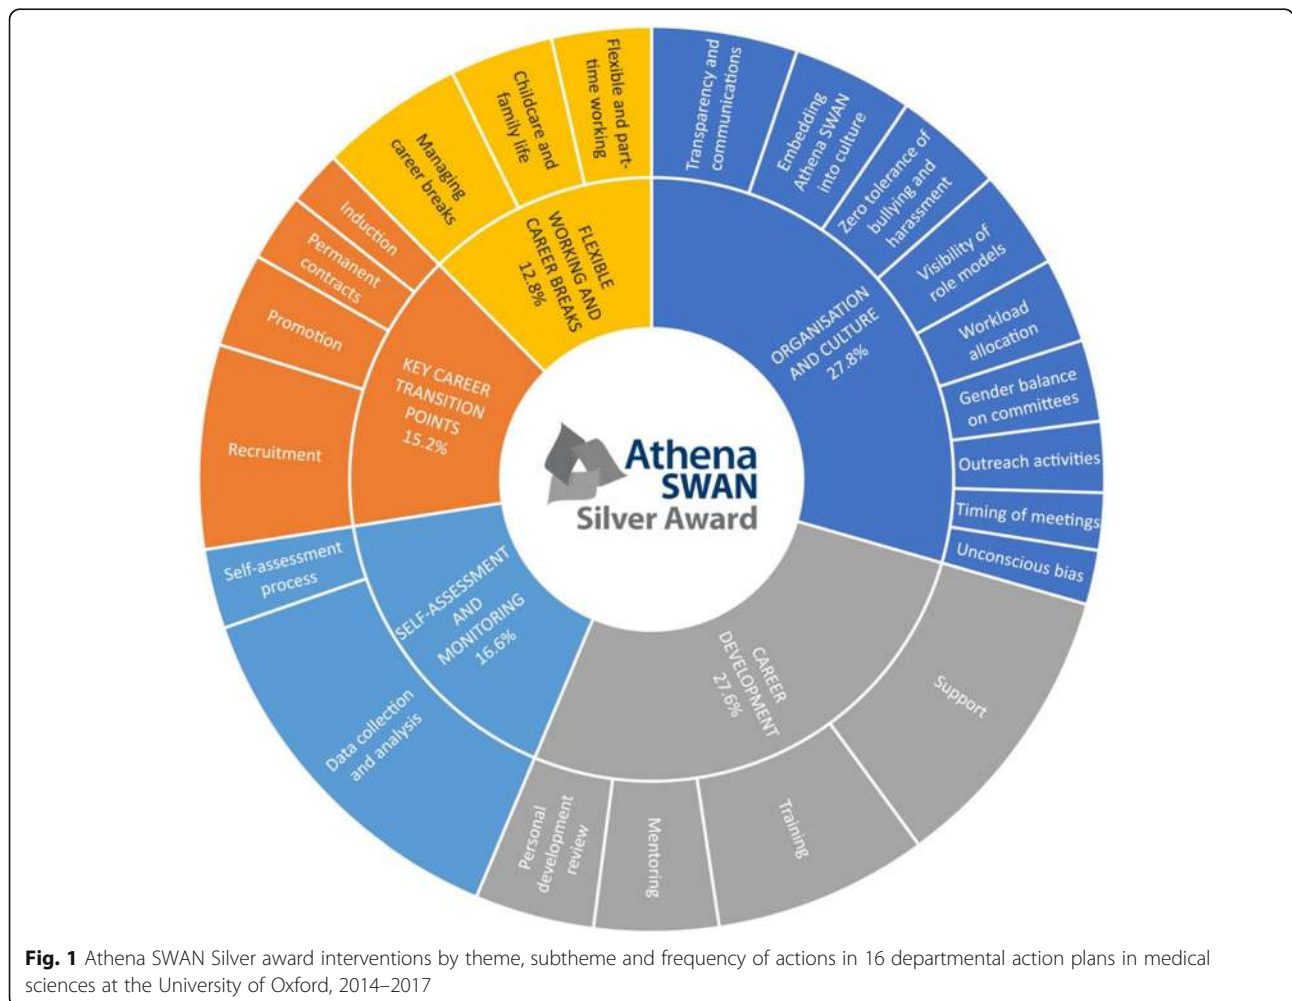 Transparency and
communications
Embedding
Athena SWAN
into culture
Zero tolerance of
bullying and
harassment
Visibility of
role models
Workload
allocation
Gender balance
on committees
Outreach activities
Timing of meetings
Unconscious bias
ORGANISATION
AND CULTURE
27.8%
Support
Training
Mentoring
Personal
development
review
CAREER
DEVELOPMENT
27.6%
Data collection
and analysis
Self-assessment
process
SELF-ASSESSMENT
AND
MONITORING
16.6%
Recruitment
Promotion
Permanent
contracts
Induction
KEY CAREER
TRANSITION
POINTS
15.2%
Managing
career breaks
Childcare and
family life
Flexible and part-
time working
FLEXIBLE
WORKING AND
CAREER BREAKS
12.8%
Athena
SWAN
Silver Award
Fig. 1 Athena SWAN Silver award interventions by theme, subtheme and frequency of actions in 16 departmental action plans in medical
sciences at the University of Oxford, 2014–2017